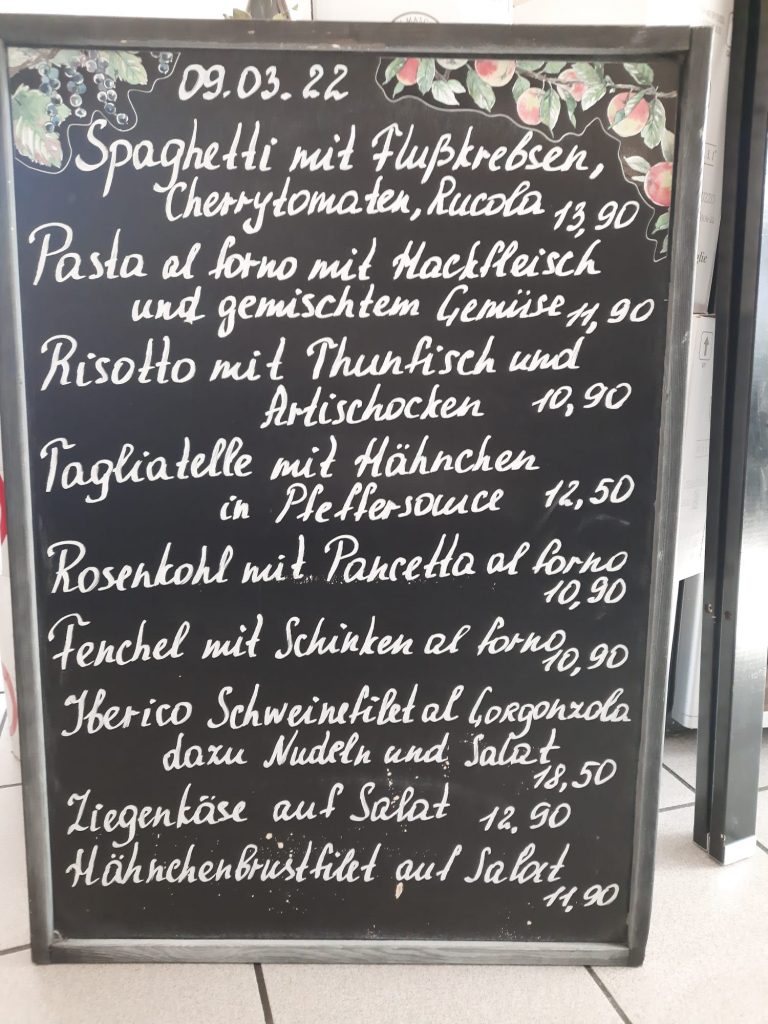 09.03.22
Spaghetti mit Flußkrebsen,
Cherrytomaten, Rucola 13,90
Pasta al forno mit Hackfleisch
und gemischtem Gemüse 11,90
Risotto mit Thunfisch und
Artischocken 10,90
Tagliatelle mit Hähnchen
in Pfeffersauce 12,50
Rosenkohl mit Pancetta al forno
10,90
Fenchel mit Schinken al forno
10,90
Iberico Schweinefilet al Gorgonzola
dazu Nudeln und Salat
18,50
Ziegenkäse auf Salat 12,90
Hähnchenbrustfilet auf Salat
11,90